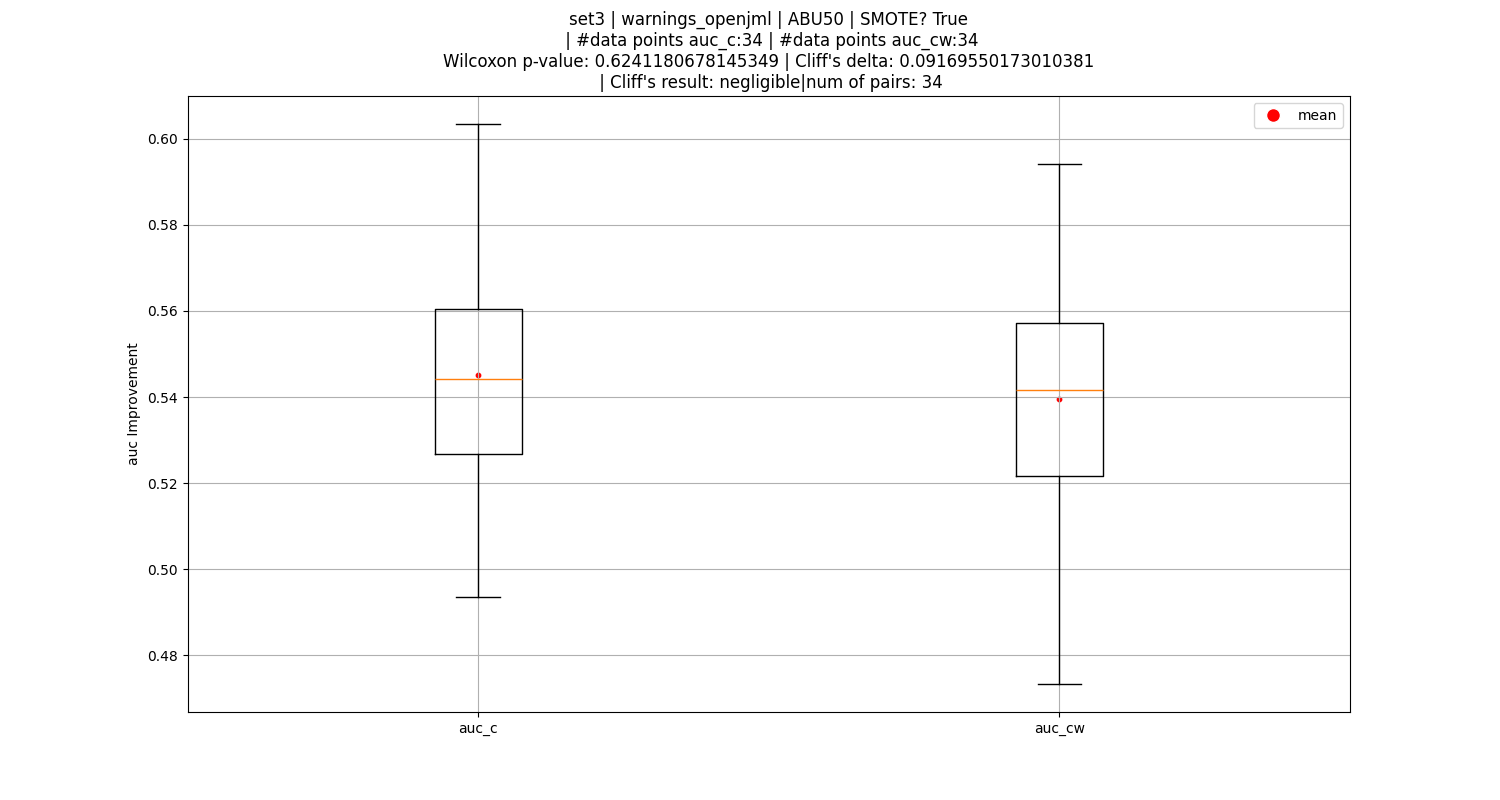 set3 | warnings_openjml | ABU50 | SMOTE? True
| #data points auc_c:34 | #data points auc_cw:34
Wilcoxon p-value: 0.6241180678145349 | Cliff's delta: 0.09169550173010381
| Cliff's result: negligible|num of pairs: 34
mean
0.60
0.58
0.56
0.54
0.52
0.50
0.48
auc Improvement
auc_c
auc_cw